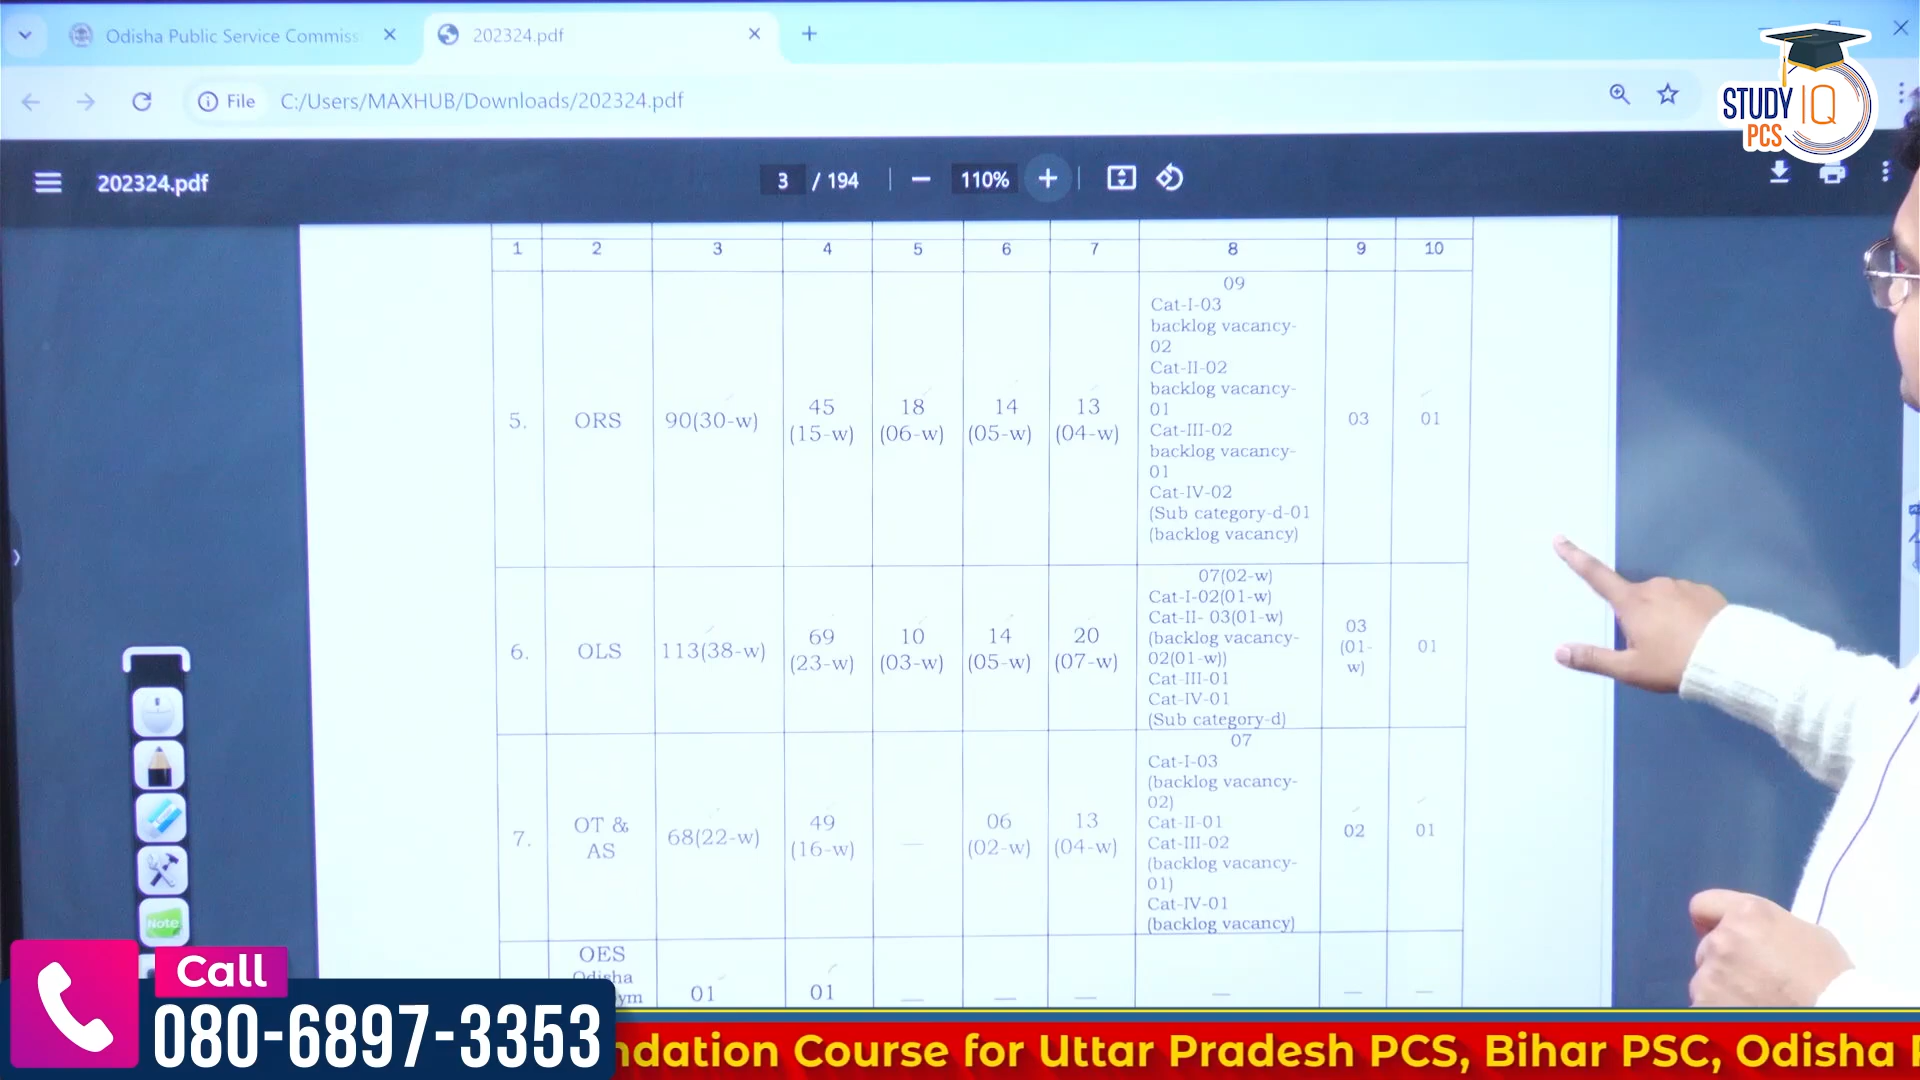 Odisha Public Service Commiss
202324.pdf
File
C:/Users/MAXHUB/Downloads/202324.pdf
STUDY IQ
PCS
202324.pdf
3 / 194
110%
1 2 3 4 5 6 7 8 9 10
5. ORS 90(30-w)
45
(15-w)
18
(06-w)
14
(05-w)
13
(04-w)
09
Cat-I-03
backlog vacancy-
02
Cat-II-02
backlog vacancy-
01
Cat-III-02
backlog vacancy-
01
Cat-IV-02
(Sub category-d-01
(backlog vacancy)
03
01
6. OLS 113(38-w)
69
(23-w)
10
(03-w)
14
(05-w)
20
(07-w)
07(02-w)
Cat-I-02(01-w)
Cat-II- 03(01-w)
(backlog vacancy-
02(01-w))
Cat-III-01
Cat-IV-01
(Sub category-d)
03
(01-
w)
01
7.
OT &
AS
68(22-w)
49
(16-w)
—
06
(02-w)
13
(04-w)
07
Cat-I-03
(backlog vacancy-
02)
Cat-II-01
Cat-III-02
(backlog vacancy-
01)
Cat-IV-01
(backlog vacancy)
02
01
OES
01 01 — — — — — —
Note
Call
080-6897-3353
ndation Course for Uttar Pradesh PCS, Bihar PSC, Odisha